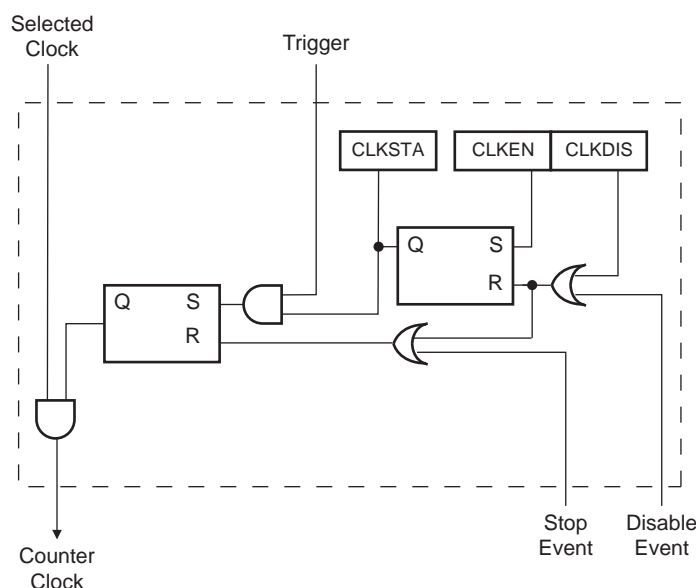 Selected
Clock
Trigger
CLKSTA
CLKEN
CLKDIS
Q
S
R
Q
S
R
Counter
Clock
Stop
Event
Disable
Event